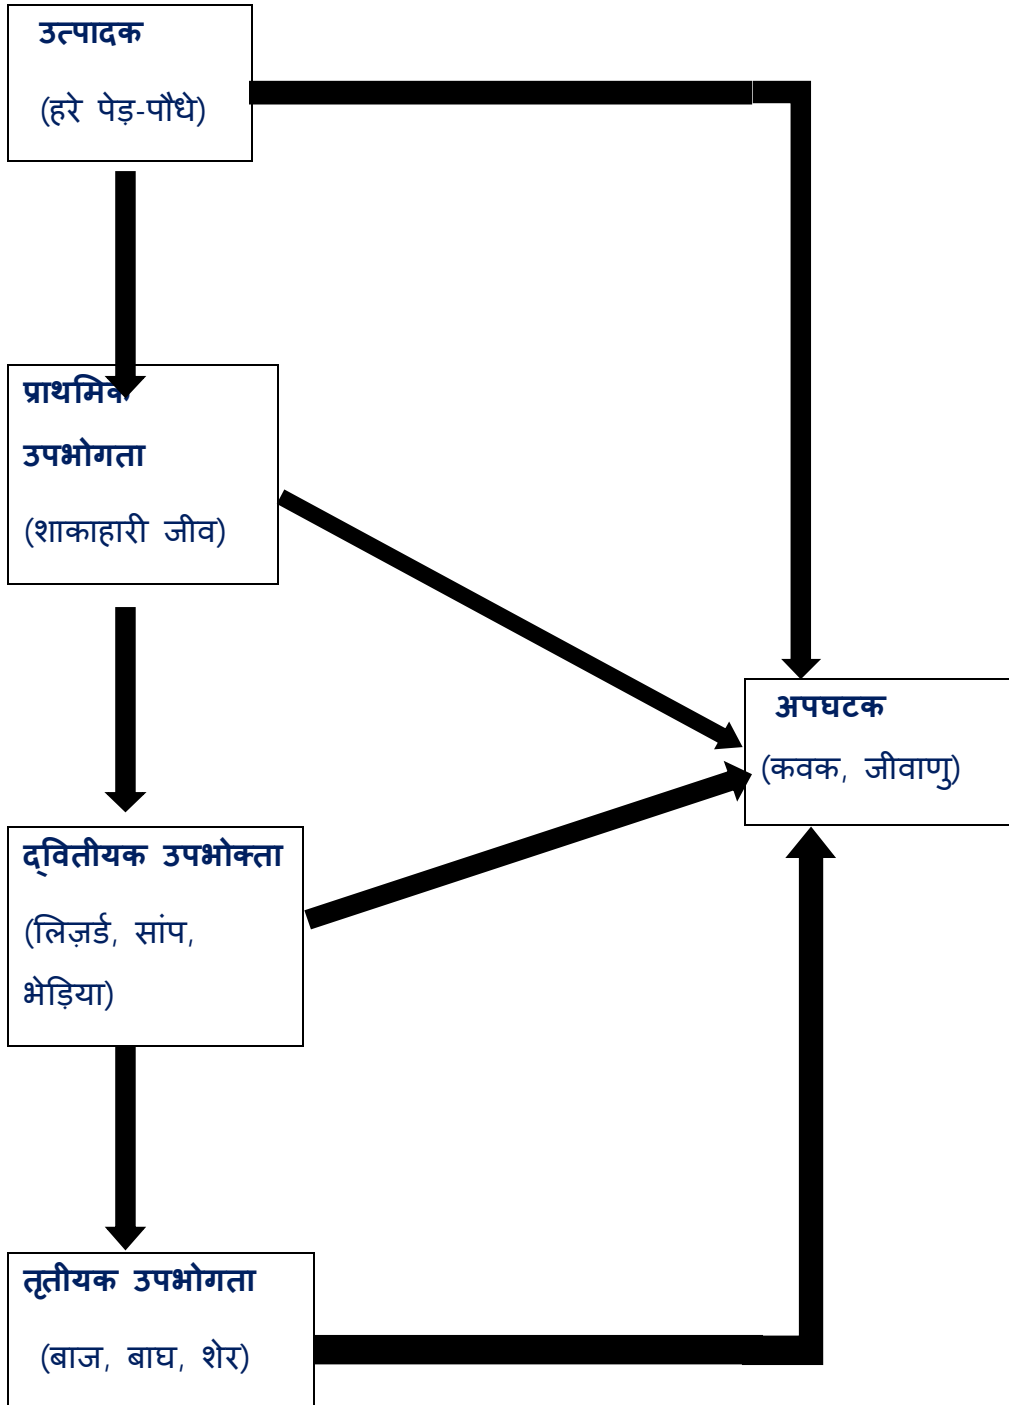 उत्पादक
(हरे पेड़-पौधे)
प्राथमिक
उपभोगता
(शाकाहारी जीव)
अपघटक
(कवक, जीवाणु)
द्वितीयक उपभोक्ता
(लिज़र्ड, सांप,
भेड़िया)
तृतीयक उपभोगता
(बाज, बाघ, शेर)